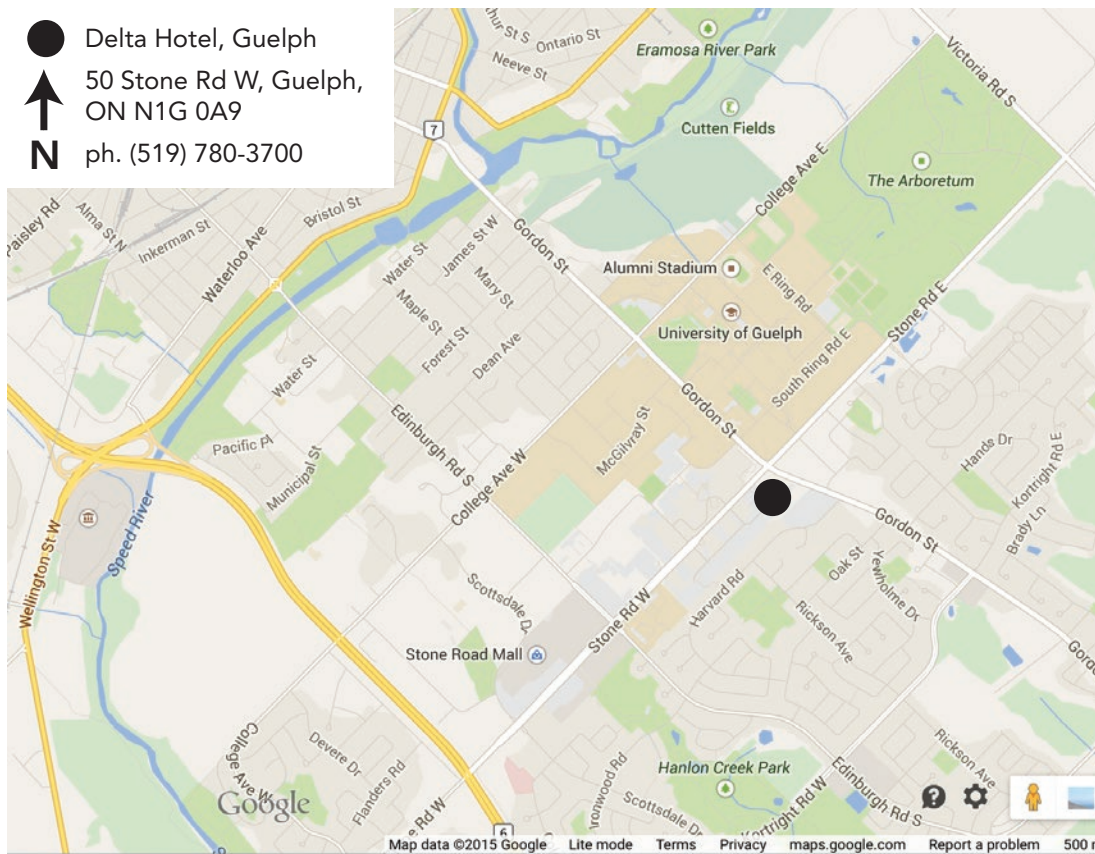 Delta Hotel, Guelph
50 Stone Rd W, Guelph,
ON N1G 0A9
N
ph. (519) 780-3700
Ontario St
Neeve St
Eramosa River Park
Victoria Rd S
7
Cutten Fields
College Ave E
The Arboretum
Paisley Rd
Alma St N
Inkerman St
Bristol St
Waterloo Ave
Water St
James St W
Mary St
Gordon St
Alumni Stadium
E Ring Rd
University of Guelph
Stone Rd E
Maple St
Forest St
Dean Ave
Water St
South Ring Rd E
Gordon St
Edinburgh Rd S
McGilvray St
Pacific Pl
Municipal St
College Ave W
Hands Dr
Kortright Rd E
Brady Ln
Gordon St
Speed River
Wellington St W
Oak St
Yewholme Dr
Harvard Rd
Rickson Ave
Scottsdale D
Stone Rd W
Stone Road Mall
Gordo
College Ave W
Devere Dr
Flanders Rd
Rickson Ave
Hanlon Creek Park
Edinburgh Rd S
Ironwood Rd
Scottsdale Dr
Kortright Rd W
e Rd W
6
Google
Map data ©2015 Google Lite mode Terms Privacy maps.google.com Report a problem 500